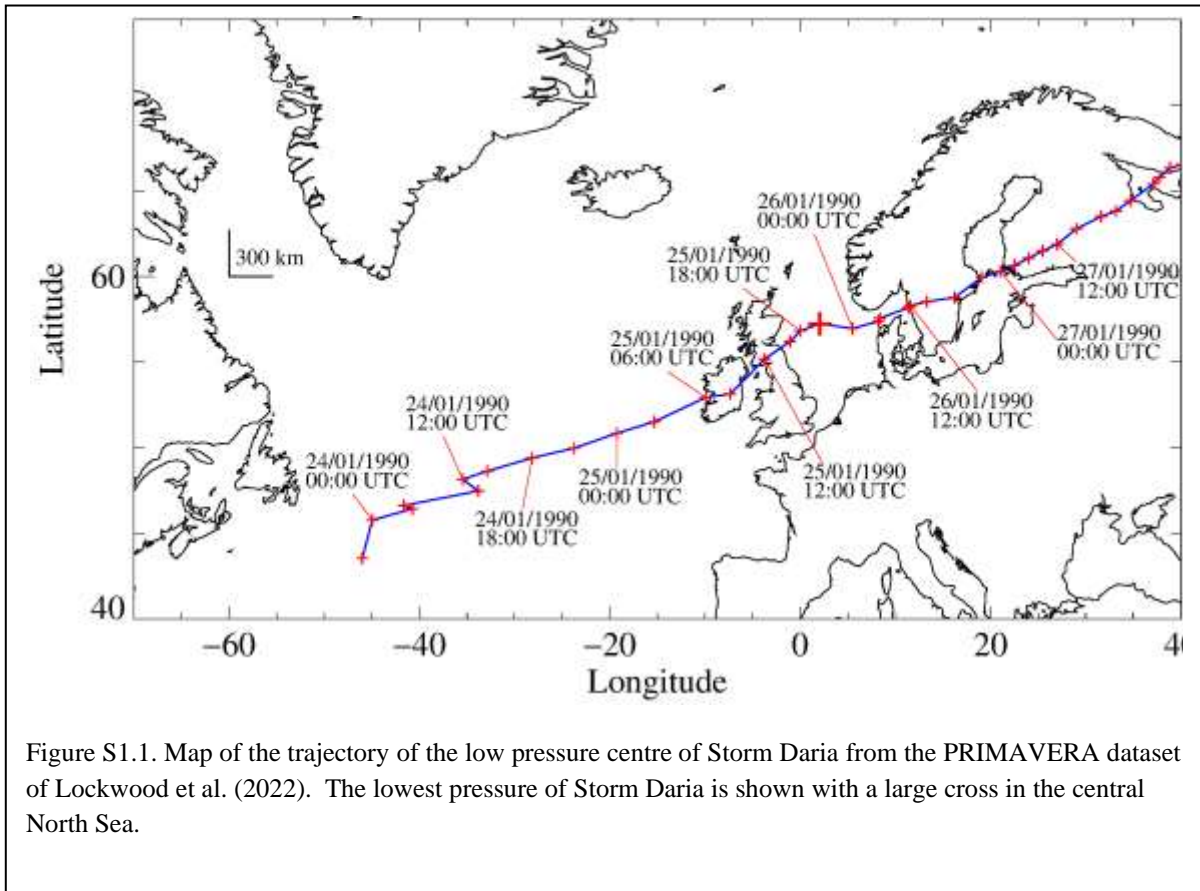 26/01/1990
00:00 UTC
25/01/1990
18:00 UTC
300 km
60
27/01/1990
12:00 UTC
Latitude
25/01/1990
06:00 UTC
27/01/1990
00:00 UTC
24/01/1990
12:00 UTC
26/01/1990
12:00 UTC
24/01/1990
00:00 UTC
25/01/1990
00:00 UTC
25/01/1990
12:00 UTC
24/01/1990
18:00 UTC
40
−60 −40 −20 0 20 40
Longitude
Figure S1.1. Map of the trajectory of the low pressure centre of Storm Daria from the PRIMAVERA dataset
of Lockwood et al. (2022).  The lowest pressure of Storm Daria is shown with a large cross in the central
North Sea.